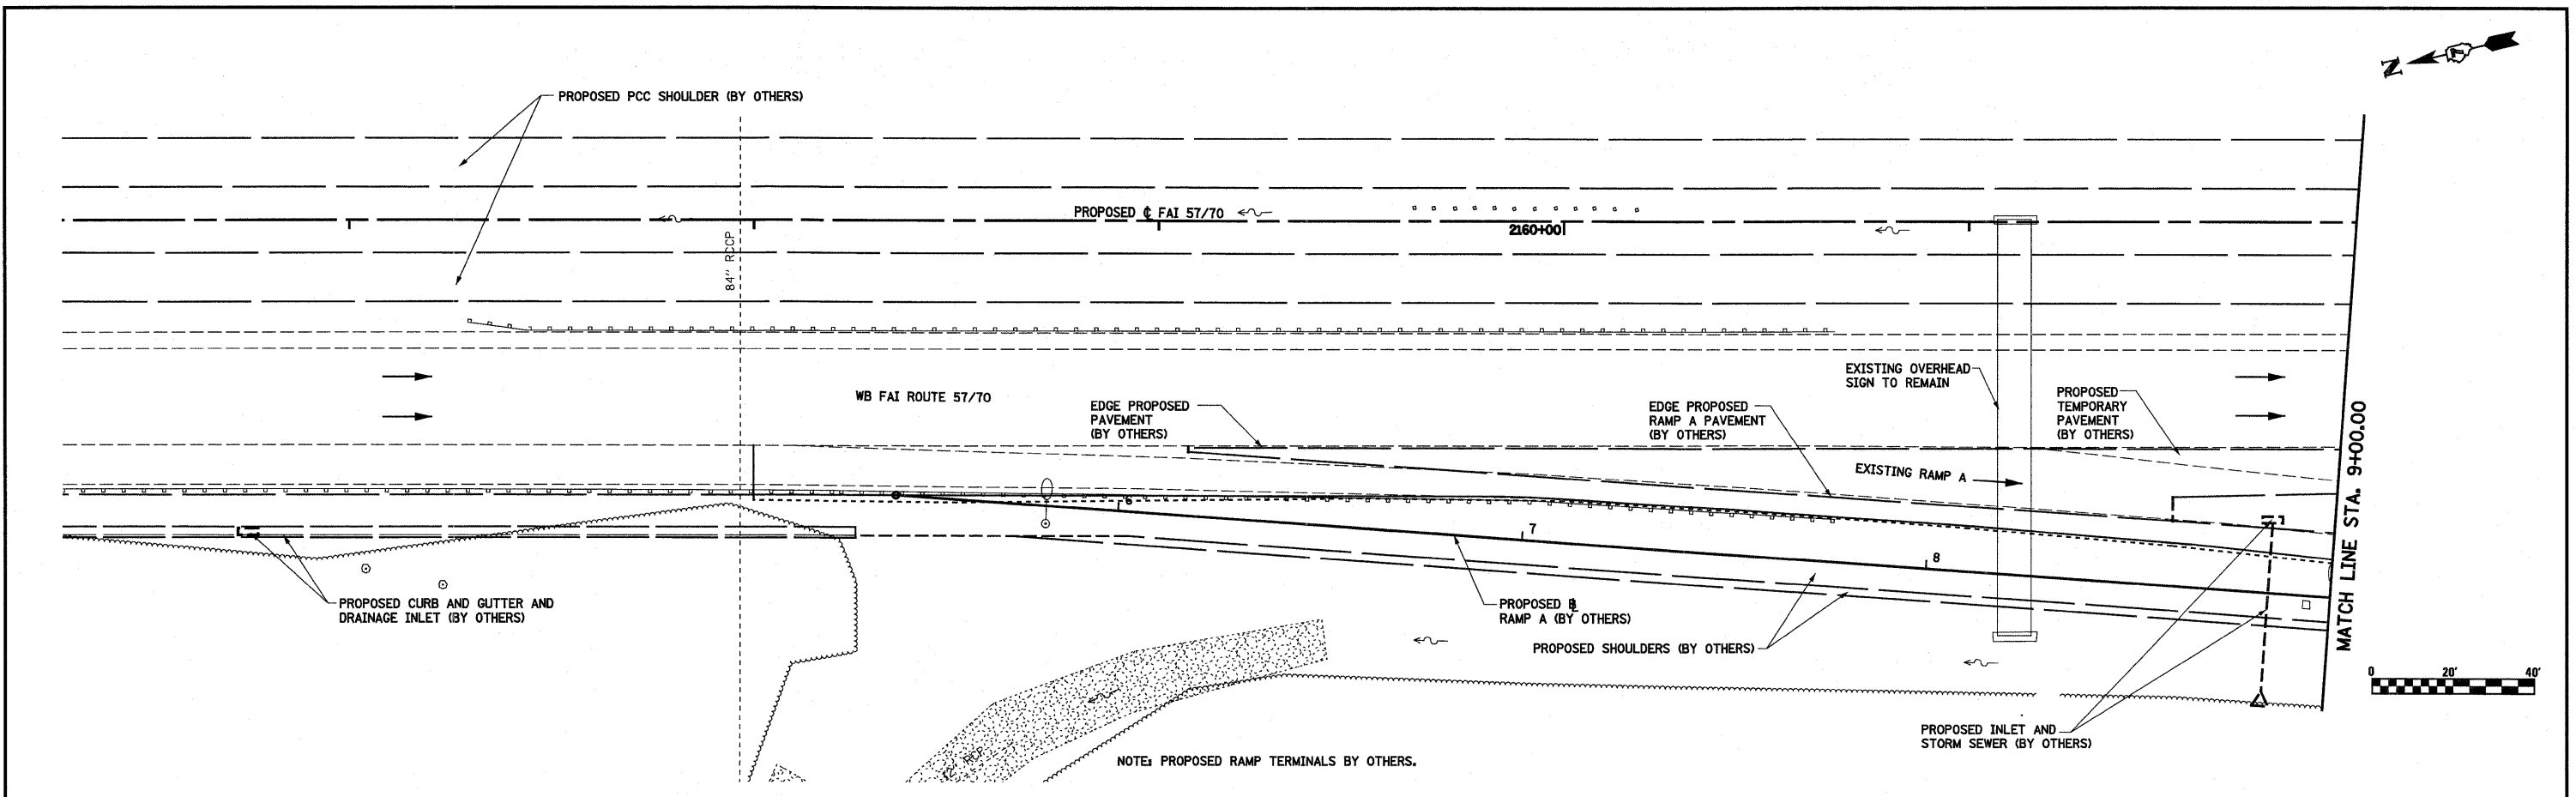 N
PROPOSED PCC SHOULDER (BY OTHERS)
PROPOSED ℄ FAI 57/70
2160+00
84" RCCP
EXISTING OVERHEAD
SIGN TO REMAIN
WB FAI ROUTE 57/70
EDGE PROPOSED
PAVEMENT
(BY OTHERS)
EDGE PROPOSED
RAMP A PAVEMENT
(BY OTHERS)
PROPOSED
TEMPORARY
PAVEMENT
(BY OTHERS)
EXISTING RAMP A
MATCH LINE STA. 9+00.00
6
7
8
PROPOSED CURB AND GUTTER AND
DRAINAGE INLET (BY OTHERS)
PROPOSED B
RAMP A (BY OTHERS)
PROPOSED SHOULDERS (BY OTHERS)
0 20' 40'
PROPOSED INLET AND
STORM SEWER (BY OTHERS)
RCP
NOTE: PROPOSED RAMP TERMINALS BY OTHERS.